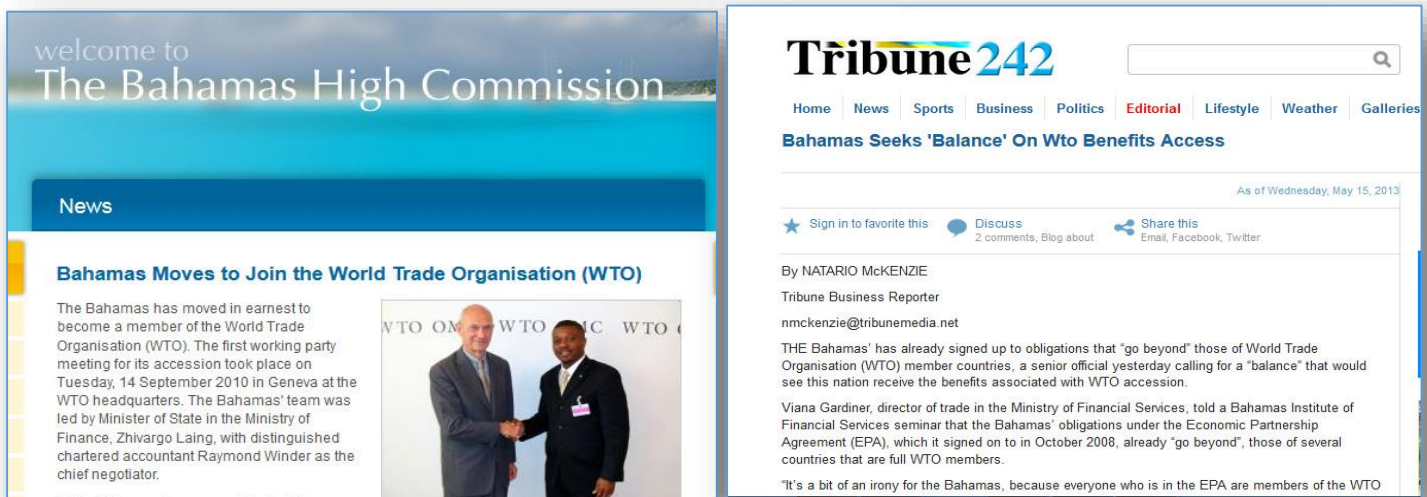 welcome to
The Bahamas High Commission
News
Bahamas Moves to Join the World Trade Organisation (WTO)
The Bahamas has moved in earnest to
become a member of the World Trade
Organisation (WTO). The first working party
meeting for its accession took place on
Tuesday, 14 September 2010 in Geneva at the
WTO headquarters. The Bahamas' team was
led by Minister of State in the Ministry of
Finance, Zhivargo Laing, with distinguished
chartered accountant Raymond Winder as the
chief negotiator.
WTO OMC WTO OMC WTO
Tribune 242
Home News Sports Business Politics Editorial Lifestyle Weather Galleries
Bahamas Seeks 'Balance' On Wto Benefits Access
As of Wednesday, May 15, 2013
Sign in to favorite this
Discuss
2 comments, Blog about
Share this
Email, Facebook, Twitter
By NATARIO McKENZIE
Tribune Business Reporter
nmckenzie@tribunemedia.net
THE Bahamas' has already signed up to obligations that "go beyond" those of World Trade
Organisation (WTO) member countries, a senior official yesterday calling for a "balance" that would
see this nation receive the benefits associated with WTO accession.
Viana Gardiner, director of trade in the Ministry of Financial Services, told a Bahamas Institute of
Financial Services seminar that the Bahamas' obligations under the Economic Partnership
Agreement (EPA), which it signed on to in October 2008, already "go beyond", those of several
countries that are full WTO members.
"It's a bit of an irony for the Bahamas, because everyone who is in the EPA are members of the WTO